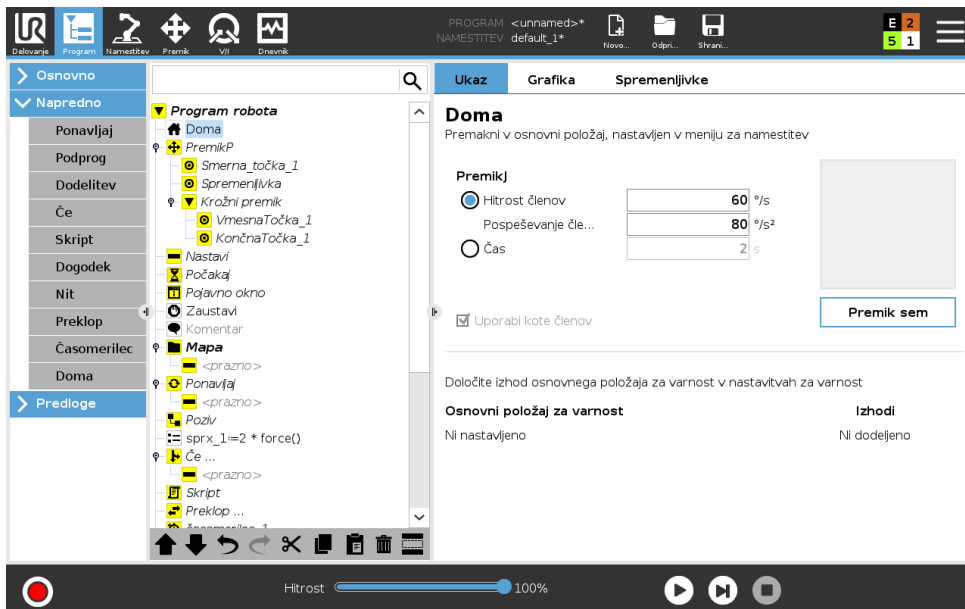 PROGRAM <unnamed>*
NAMESTITEV default_1*
Delovanje
Program
Namestitev
Premik
V/I
Dnevnik
Novo...
Odpri...
Shrani...
E 2
5 1
Osnovno
Napredno
Ponavljaj
Podprog
Dodelitev
Če
Skript
Dogodek
Nit
Preklop
Časomerilec
Doma
Predloge
Program robota
Doma
PremikP
Smerna_točka_1
Spremenljivka
Krožni premik
VmesnaTočka_1
KončnaTočka_1
Nastavi
Počakaj
Pojavno okno
Zaustavi
Komentar
Mapa
<prazno>
Ponavljaj
<prazno>
Poziv
sprx_1:=2 * force()
Če ...
<prazno>
Skript
Preklop ...
Ukaz
Grafika
Spremenljivke
Doma
Premakni v osnovni položaj, nastavljen v meniju za namestitev
PremikJ
Hitrost členov 60 °/s
Pospeševanje čle... 80 °/s²
Čas 2 s
Uporabi kote členov
Premik sem
Določite izhod osnovnega položaja za varnost v nastavitvah za varnost
Osnovni položaj za varnost Izhodi
Ni nastavljeno Ni dodeljeno
Hitrost 100%